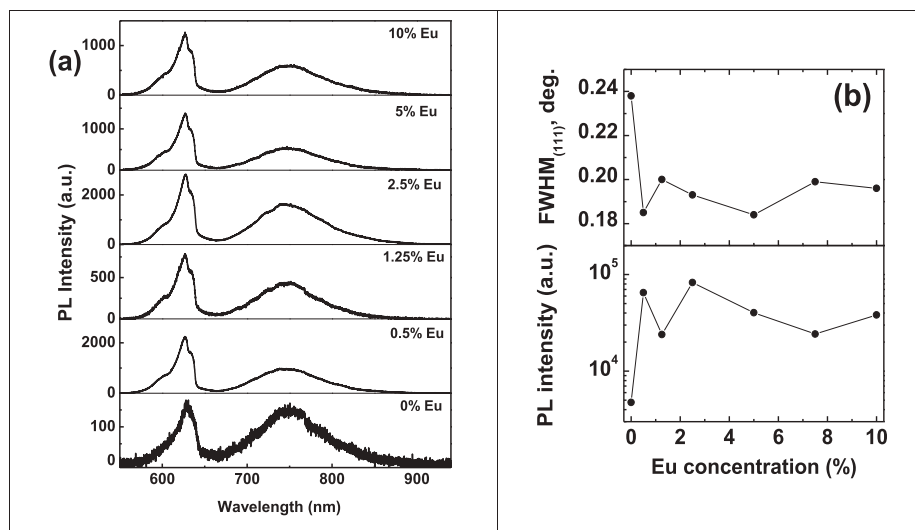 (a)
PL Intensity (a.u.)
10% Eu
1000
0
5% Eu
1000
0
2.5% Eu
2000
0
1.25% Eu
500
0
0.5% Eu
2000
0
0% Eu
100
0
600 700 800 900
Wavelength (nm)
(b)
FWHM(111), deg.
0.24
0.22
0.20
0.18
PL intensity (a.u.)
10^5
10^4
0 2 4 6 8 10
Eu concentration (%)